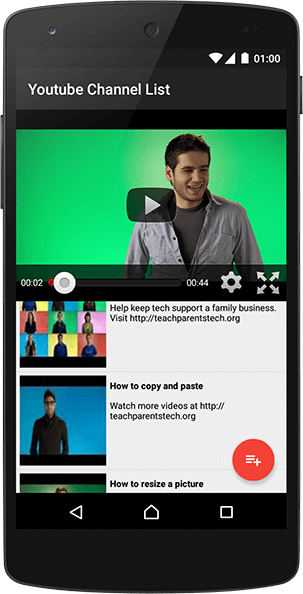 01:00
Youtube Channel List
00:02
00:44
Help keep tech support a family business.
Visit http://teachparentstech.org
How to copy and paste
Watch more videos at http://
teachparentstech.org
How to resize a picture